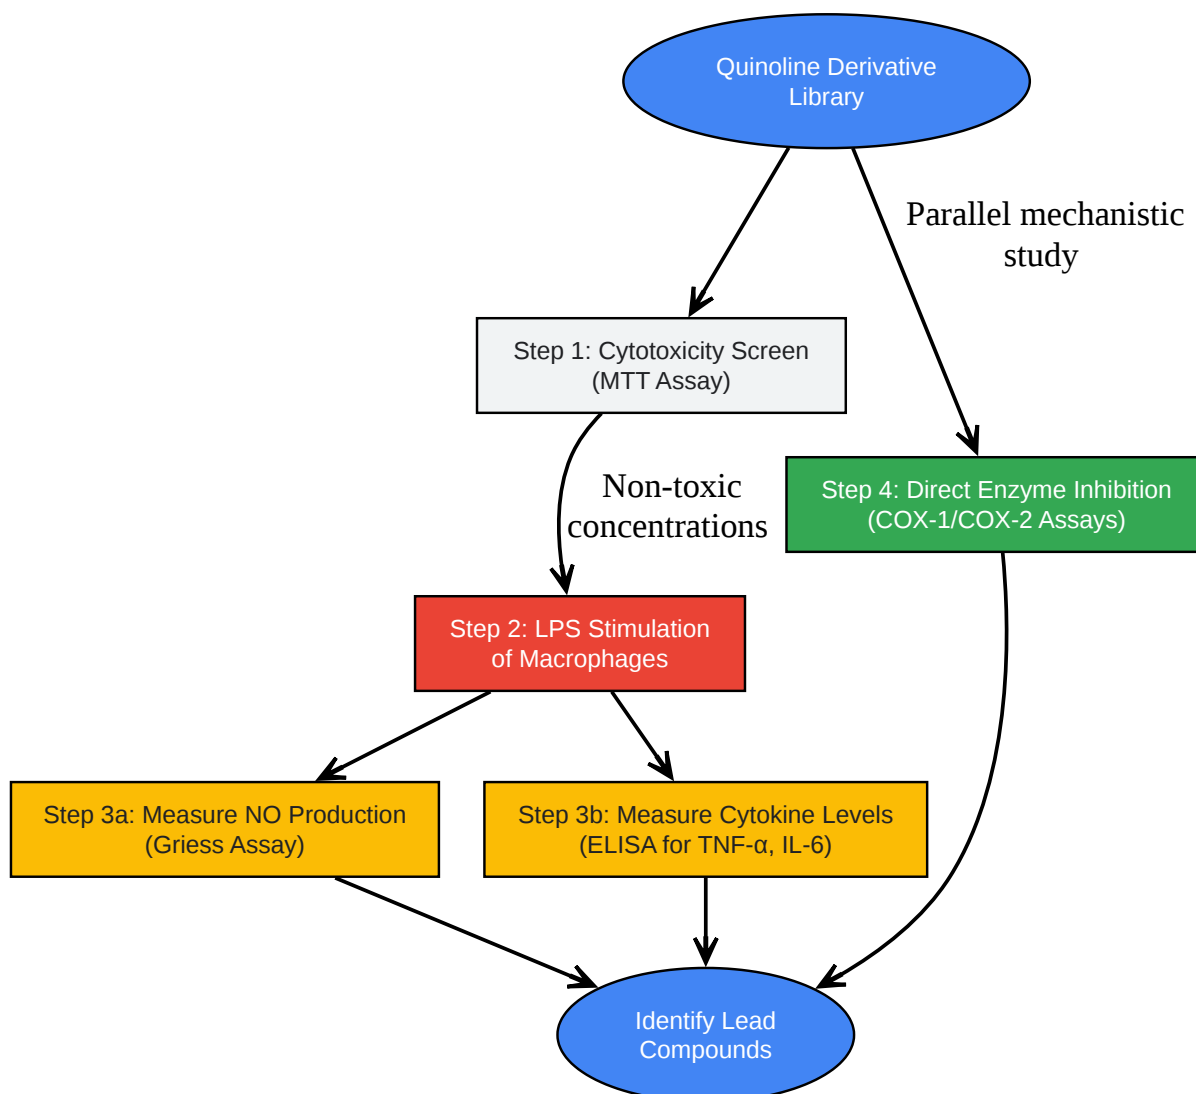 Quinoline Derivative
Library
Parallel mechanistic
study
Step 1: Cytotoxicity Screen
(MTT Assay)
Non-toxic
concentrations
Step 4: Direct Enzyme Inhibition
(COX-1/COX-2 Assays)
Step 2: LPS Stimulation
of Macrophages
Step 3a: Measure NO Production
(Griess Assay)
Step 3b: Measure Cytokine Levels
(ELISA for TNF-α, IL-6)
Identify Lead
Compounds